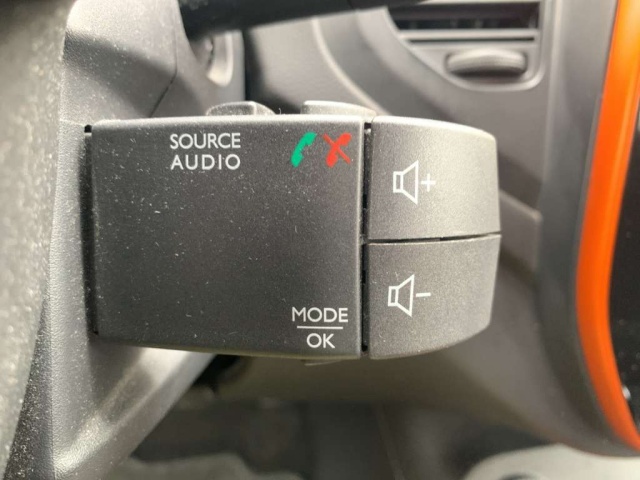 SOURCE
AUDIO
+
-
MODE
OK